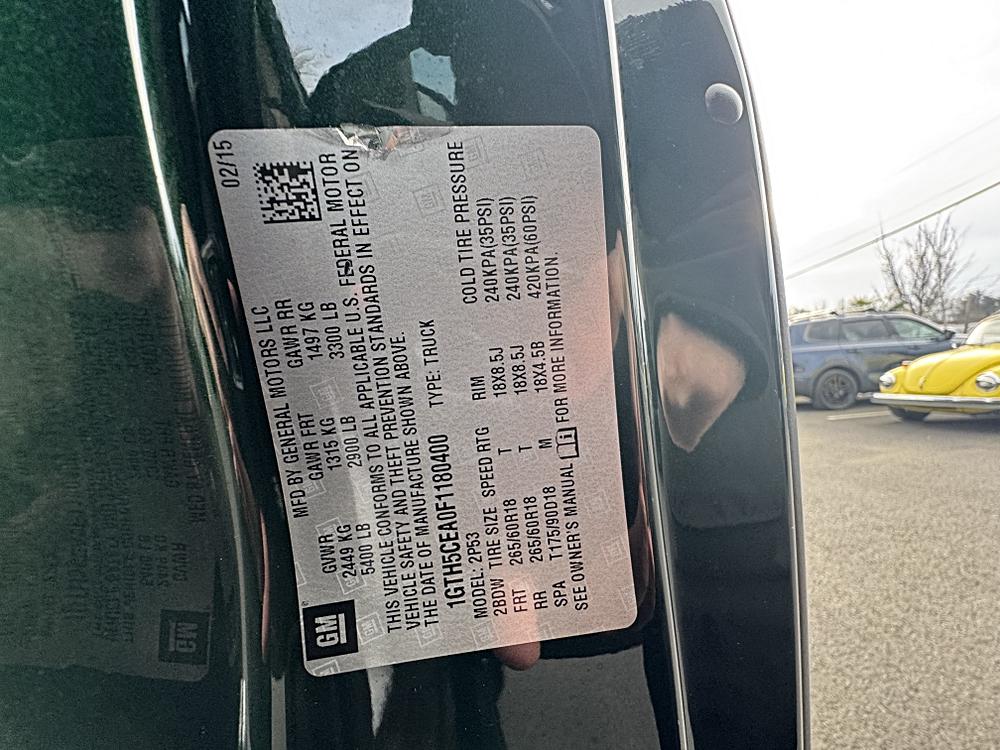 02/15
GM
MFD BY GENERAL MOTORS LLC
GVWR GAWR FRT GAWR RR
2449 KG 1315 KG 1497 KG
5400 LB 2900 LB 3300 LB
THIS VEHICLE CONFORMS TO ALL APPLICABLE U.S. FEDERAL MOTOR
VEHICLE SAFETY AND THEFT PREVENTION STANDARDS IN EFFECT ON
THE DATE OF MANUFACTURE SHOWN ABOVE.
1GTH5CEA0F1180400 TYPE: TRUCK
MODEL: 2P53
2BDW TIRE SIZE SPEED RTG RIM COLD TIRE PRESSURE
FRT 265/60R18 T 18X8.5J 240KPA(35PSI)
RR 265/60R18 T 18X8.5J 240KPA(35PSI)
SPA T175/90D18 M 18X4.5B 420KPA(60PSI)
SEE OWNER'S MANUAL FOR MORE INFORMATION.